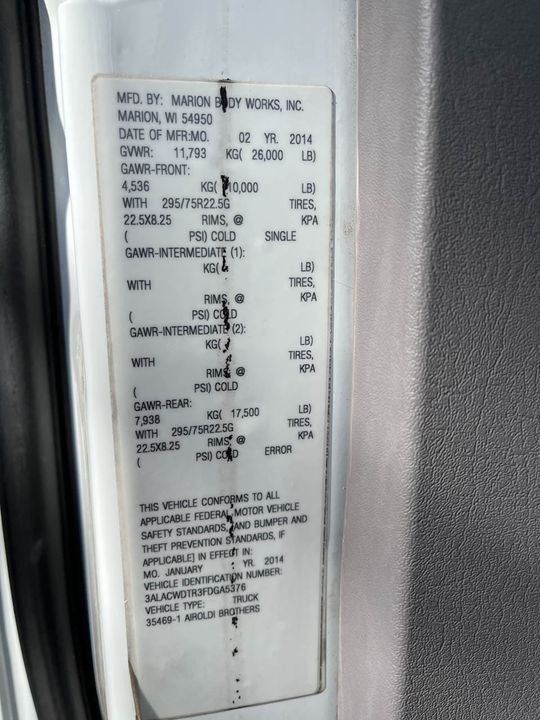 MFD. BY: MARION BODY WORKS, INC.
MARION, WI 54950
DATE OF MFR:MO. 02 YR. 2014
GVWR: 11,793 KG( 26,000 LB)
GAWR-FRONT:
4,536 KG( 10,000 LB)
WITH 295/75R22.5G TIRES,
22.5X8.25 RIMS, @ KPA
( PSI) COLD SINGLE
GAWR-INTERMEDIATE (1):
KG( LB)
WITH TIRES,
RIMS, @ KPA
( PSI) COLD
GAWR-INTERMEDIATE (2):
KG( LB)
WITH TIRES,
RIMS, @ KPA
( PSI) COLD
GAWR-REAR:
7,938 KG( 17,500 LB)
WITH 295/75R22.5G TIRES,
22.5X8.25 RIMS, @ KPA
( PSI) COLD ERROR
THIS VEHICLE CONFORMS TO ALL
APPLICABLE FEDERAL MOTOR VEHICLE
SAFETY STANDARDS, [AND BUMPER AND
THEFT PREVENTION STANDARDS, IF
APPLICABLE] IN EFFECT IN:
MO. JANUARY YR. 2014
VEHICLE IDENTIFICATION NUMBER:
3ALACWDTR3FDGA5376
VEHICLE TYPE: TRUCK
35469-1 AIROLDI BROTHERS